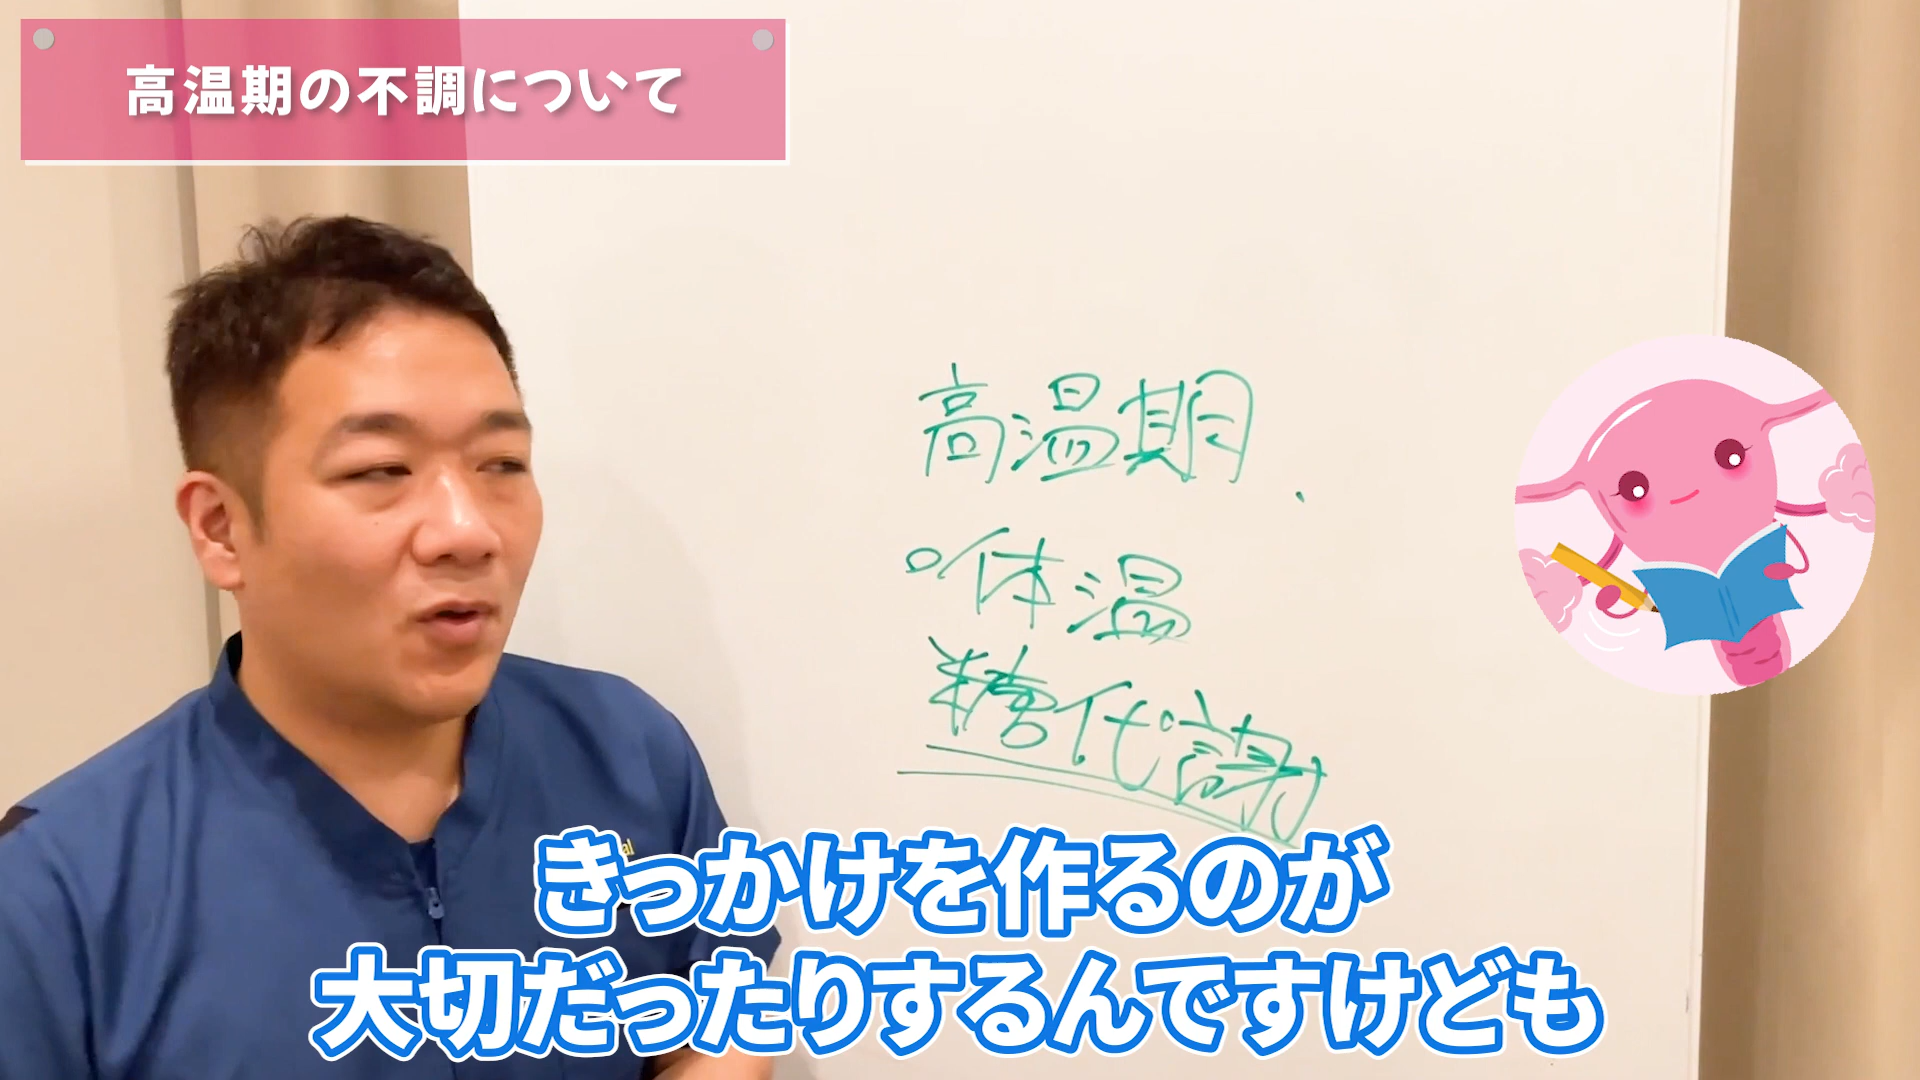 高温期の不調について
高温期
体温
糖代謝
al
きっかけを作るのが
大切だったりするんですけども